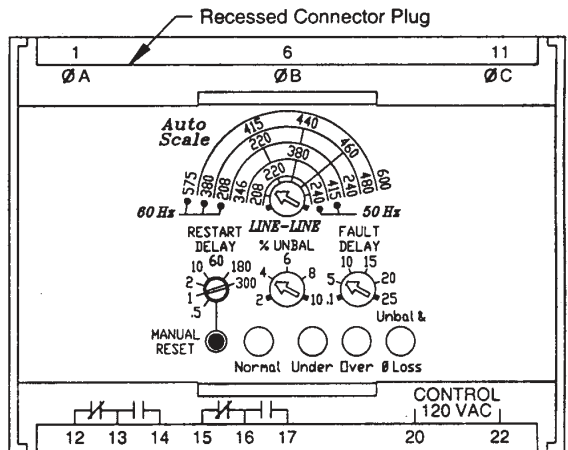 Recessed Connector Plug
1 6 11
ØA ØB ØC
Auto Scale
415 440
220 460
380
220
575 380 208 346 208 240 415 240 480 600
60 Hz LINE-LINE 50 Hz
RESTART DELAY % UNBAL FAULT DELAY
60 6 10 15
10 180 4 8 5 20
2 300
1 2 10 .1 25
.5
Unbal &
MANUAL RESET
Normal Under Over Ø Loss
CONTROL
120 VAC
12 13 14 15 16 17 20 22